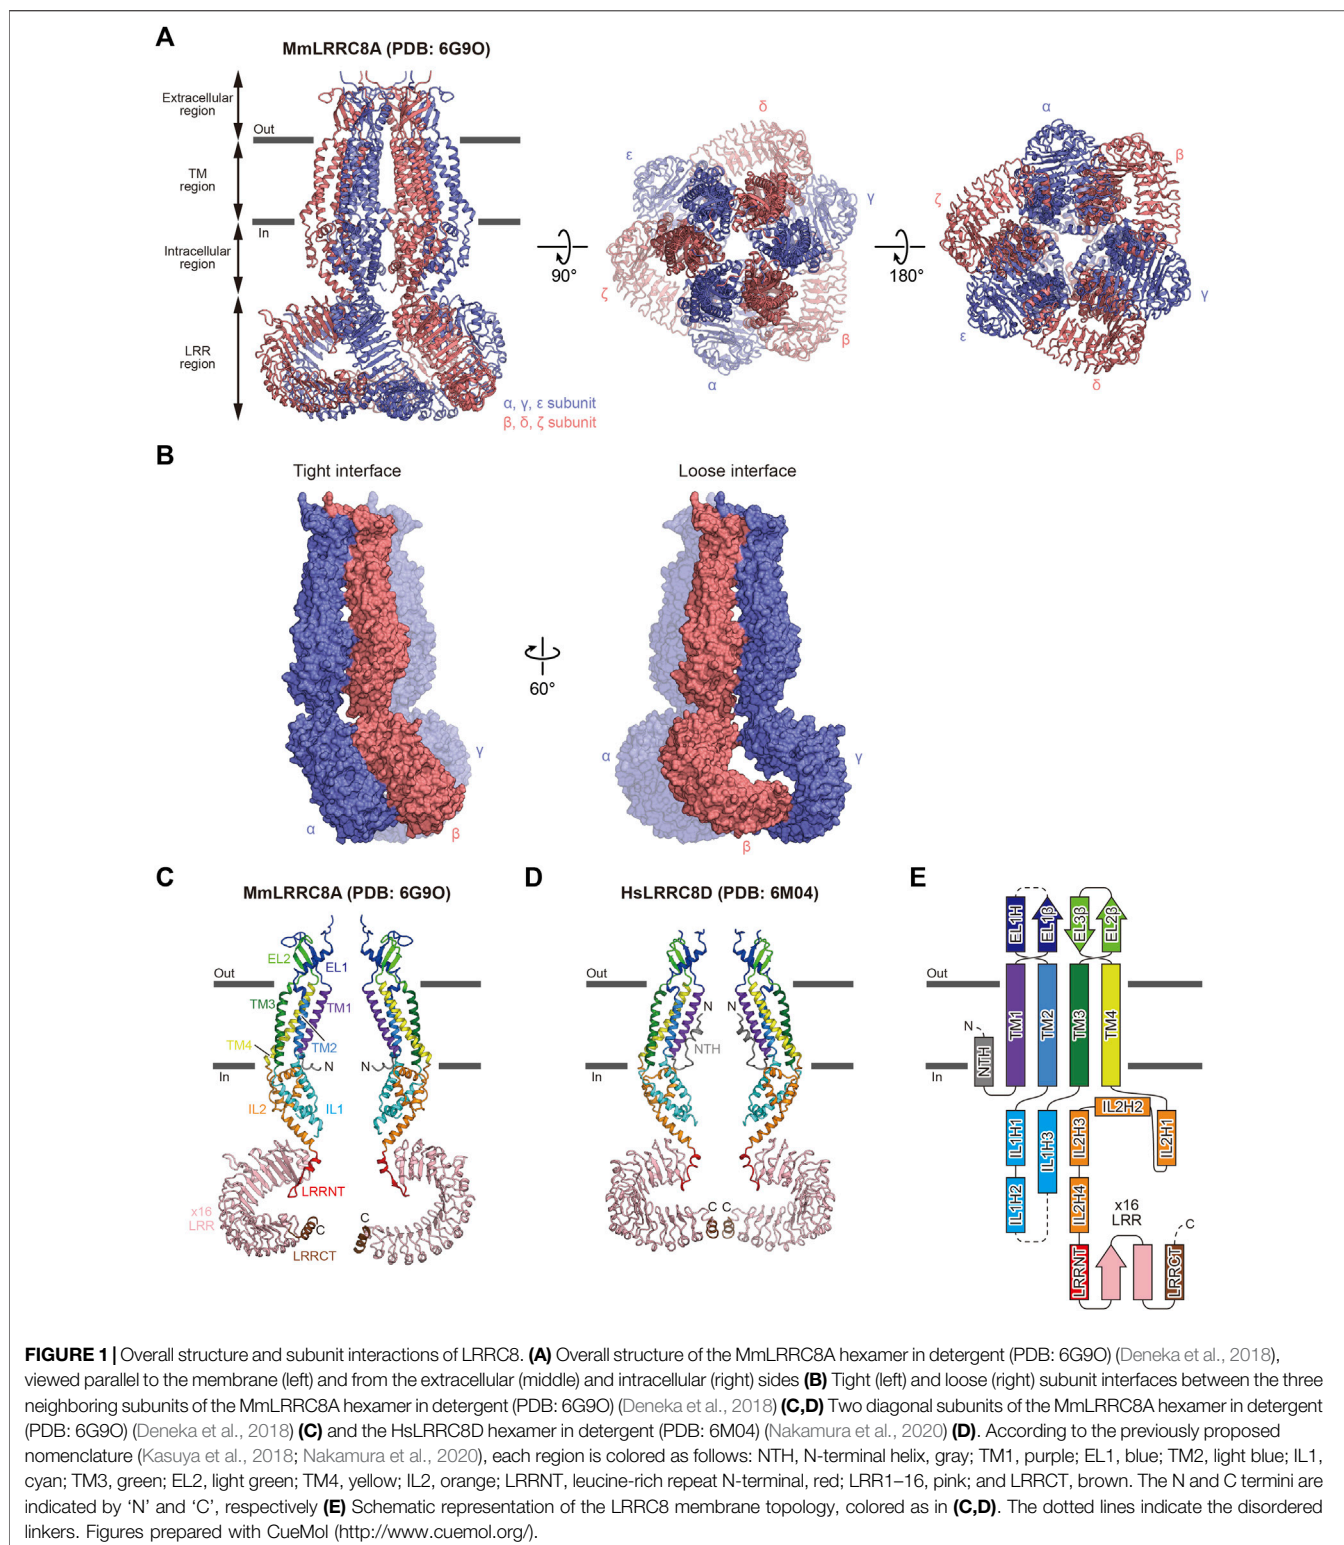 A
MmLRRC8A (PDB: 6G9O)
Extracellular
region
Out
TM
region
In
Intracellular
region
LRR
region
α, γ, ε subunit
β, δ, ζ subunit
90°
δ
ε
γ
ζ
β
α
180°
α
β
ζ
γ
ε
δ
B
Tight interface
Loose interface
α
β
γ
60°
α
β
γ
C
MmLRRC8A (PDB: 6G9O)
EL2
EL1
Out
TM3
TM1
TM4
TM2
N
N
In
IL2
IL1
LRRNT
x16
LRR
C
C
LRRCT
D
HsLRRC8D (PDB: 6M04)
Out
N
N
NTH
In
C
C
E
EL1H
EL1β
EL3β
EL2β
Out
TM1
TM2
TM3
TM4
N
NTH
In
IL2H2
IL1H1
IL1H3
IL2H3
IL2H1
IL1H2
IL2H4
x16
LRR
C
LRRNT
LRRCT
FIGURE 1 | Overall structure and subunit interactions of LRRC8. (A) Overall structure of the MmLRRC8A hexamer in detergent (PDB: 6G9O) (Deneka et al., 2018),
viewed parallel to the membrane (left) and from the extracellular (middle) and intracellular (right) sides (B) Tight (left) and loose (right) subunit interfaces between the three
neighboring subunits of the MmLRRC8A hexamer in detergent (PDB: 6G9O) (Deneka et al., 2018) (C,D) Two diagonal subunits of the MmLRRC8A hexamer in detergent
(PDB: 6G9O) (Deneka et al., 2018) (C) and the HsLRRC8D hexamer in detergent (PDB: 6M04) (Nakamura et al., 2020) (D). According to the previously proposed
nomenclature (Kasuya et al., 2018; Nakamura et al., 2020), each region is colored as follows: NTH, N-terminal helix, gray; TM1, purple; EL1, blue; TM2, light blue; IL1,
cyan; TM3, green; EL2, light green; TM4, yellow; IL2, orange; LRRNT, leucine-rich repeat N-terminal, red; LRR1–16, pink; and LRRCT, brown. The N and C termini are
indicated by ‘N’ and ‘C’, respectively (E) Schematic representation of the LRRC8 membrane topology, colored as in (C,D). The dotted lines indicate the disordered
linkers. Figures prepared with CueMol (http://www.cuemol.org/).